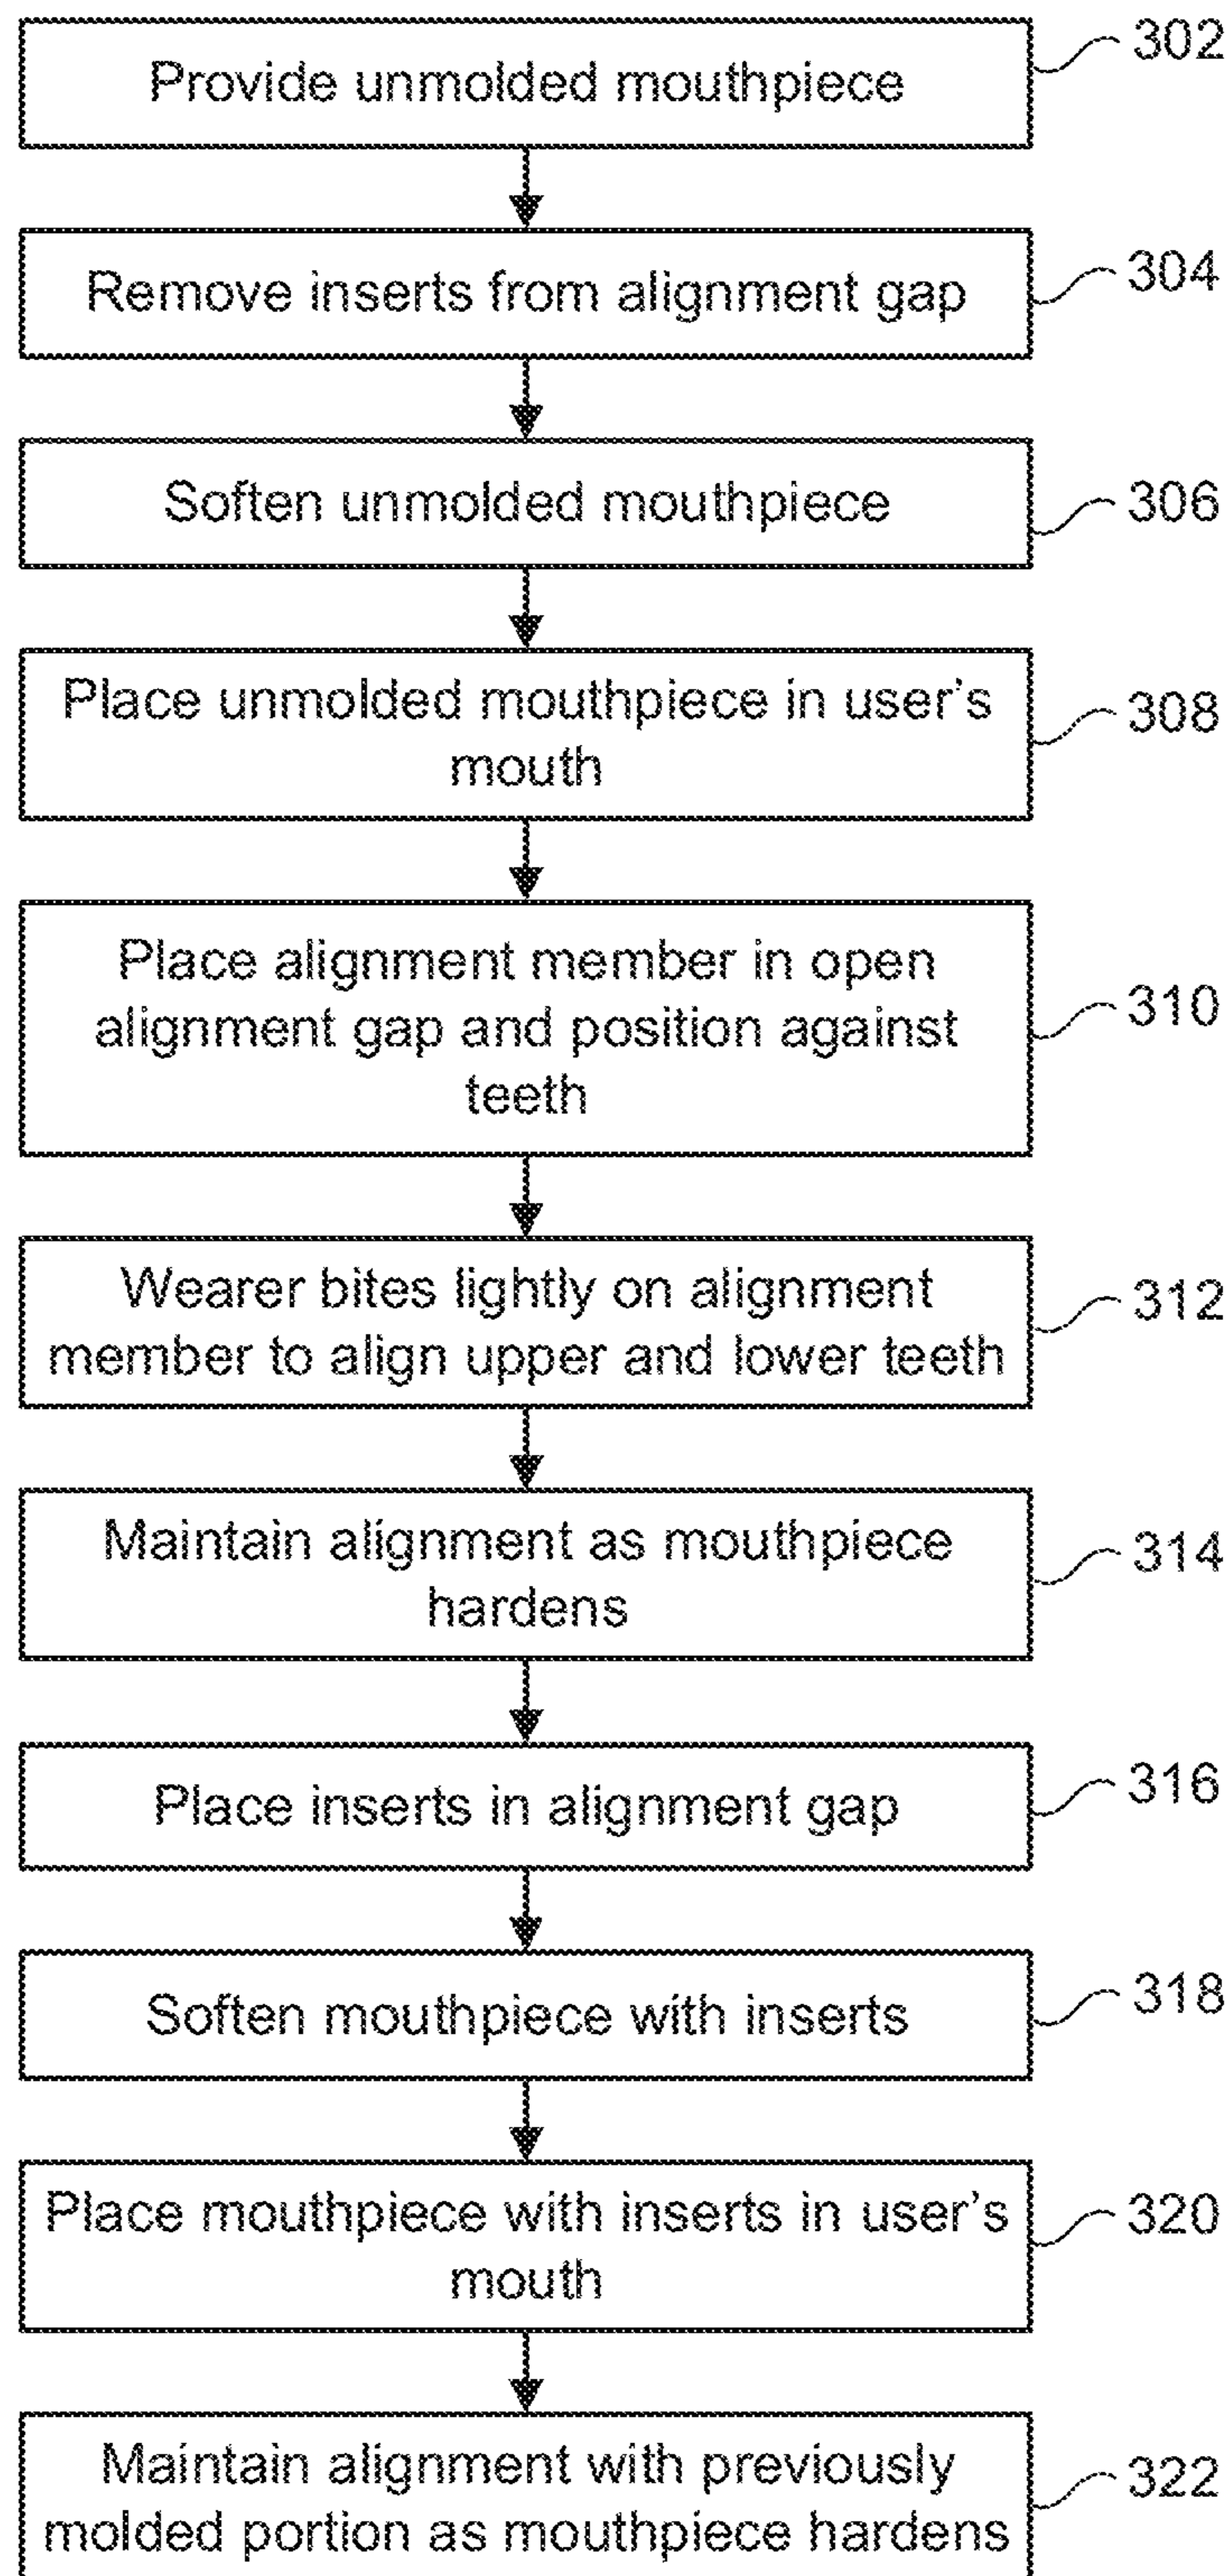 Provide unmolded mouthpiece
302
Remove inserts from alignment gap
304
Soften unmolded mouthpiece
306
Place unmolded mouthpiece in user's
mouth
308
Place alignment member in open
alignment gap and position against
teeth
310
Wearer bites lightly on alignment
member to align upper and lower teeth
312
Maintain alignment as mouthpiece
hardens
314
Place inserts in alignment gap
316
Soften mouthpiece with inserts
318
Place mouthpiece with inserts in user's
mouth
320
Maintain alignment with previously
molded portion as mouthpiece hardens
322